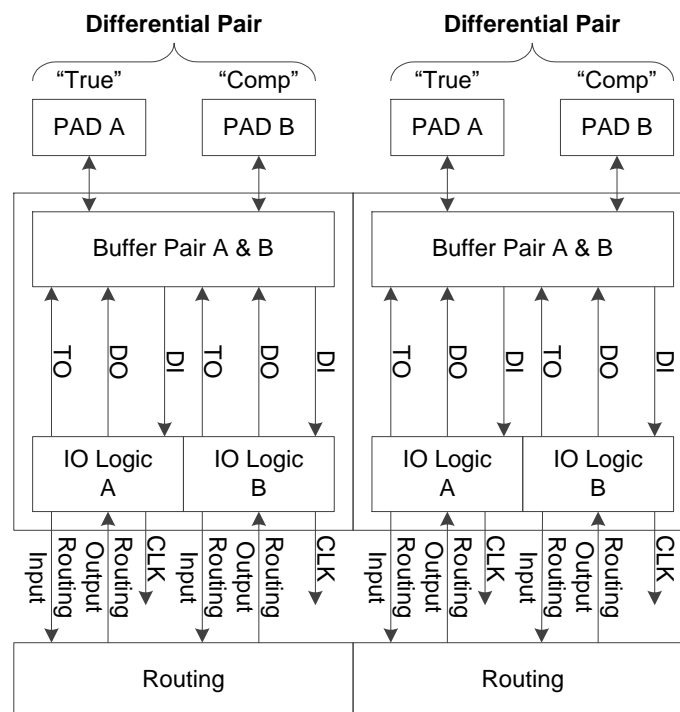 Differential Pair Differential Pair
“True” “Comp” “True” “Comp”
PAD A PAD B PAD A PAD B
Buffer Pair A & B Buffer Pair A & B
TO DO DI TO DO DI TO DO DI TO DO DI
IO Logic IO Logic IO Logic IO Logic
A B A B
Routing Input Routing Output CLK Routing Input Routing Output CLK Routing Input Routing Output CLK Routing Input Routing Output CLK
Routing Routing